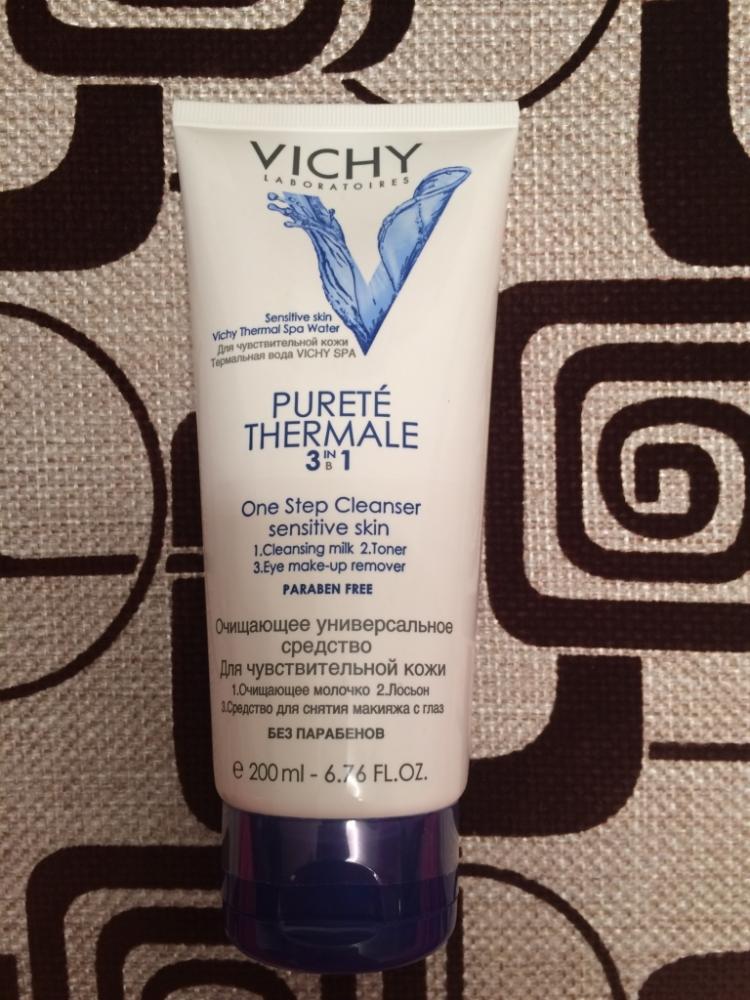 VICHY
LABORATOIRES
Sensitive skin
Vichy Thermal Spa Water
Для чувствительной кожи
Термальная вода VICHY SPA
PURETÉ
THERMALE
3 IN В 1
One Step Cleanser
sensitive skin
1.Cleansing milk 2.Toner
3.Eye make-up remover
PARABEN FREE
Очищающее универсальное
средство
Для чувствительной кожи
1.Очищающее молочко 2.Лосьон
3.Средство для снятия макияжа с глаз
БЕЗ ПАРАБЕНОВ
e 200 ml - 6.76 FL.OZ.